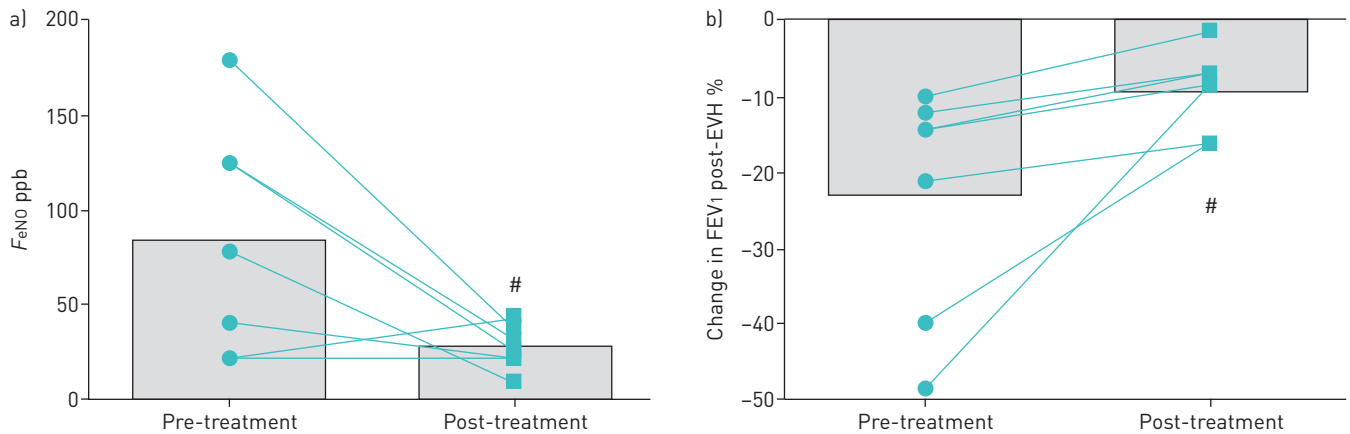 a)
200
150
100
50
0
FeNO ppb
#
Pre-treatment
Post-treatment
b)
0
–10
–20
–30
–40
–50
Change in FEV1 post-EVH %
#
Pre-treatment
Post-treatment